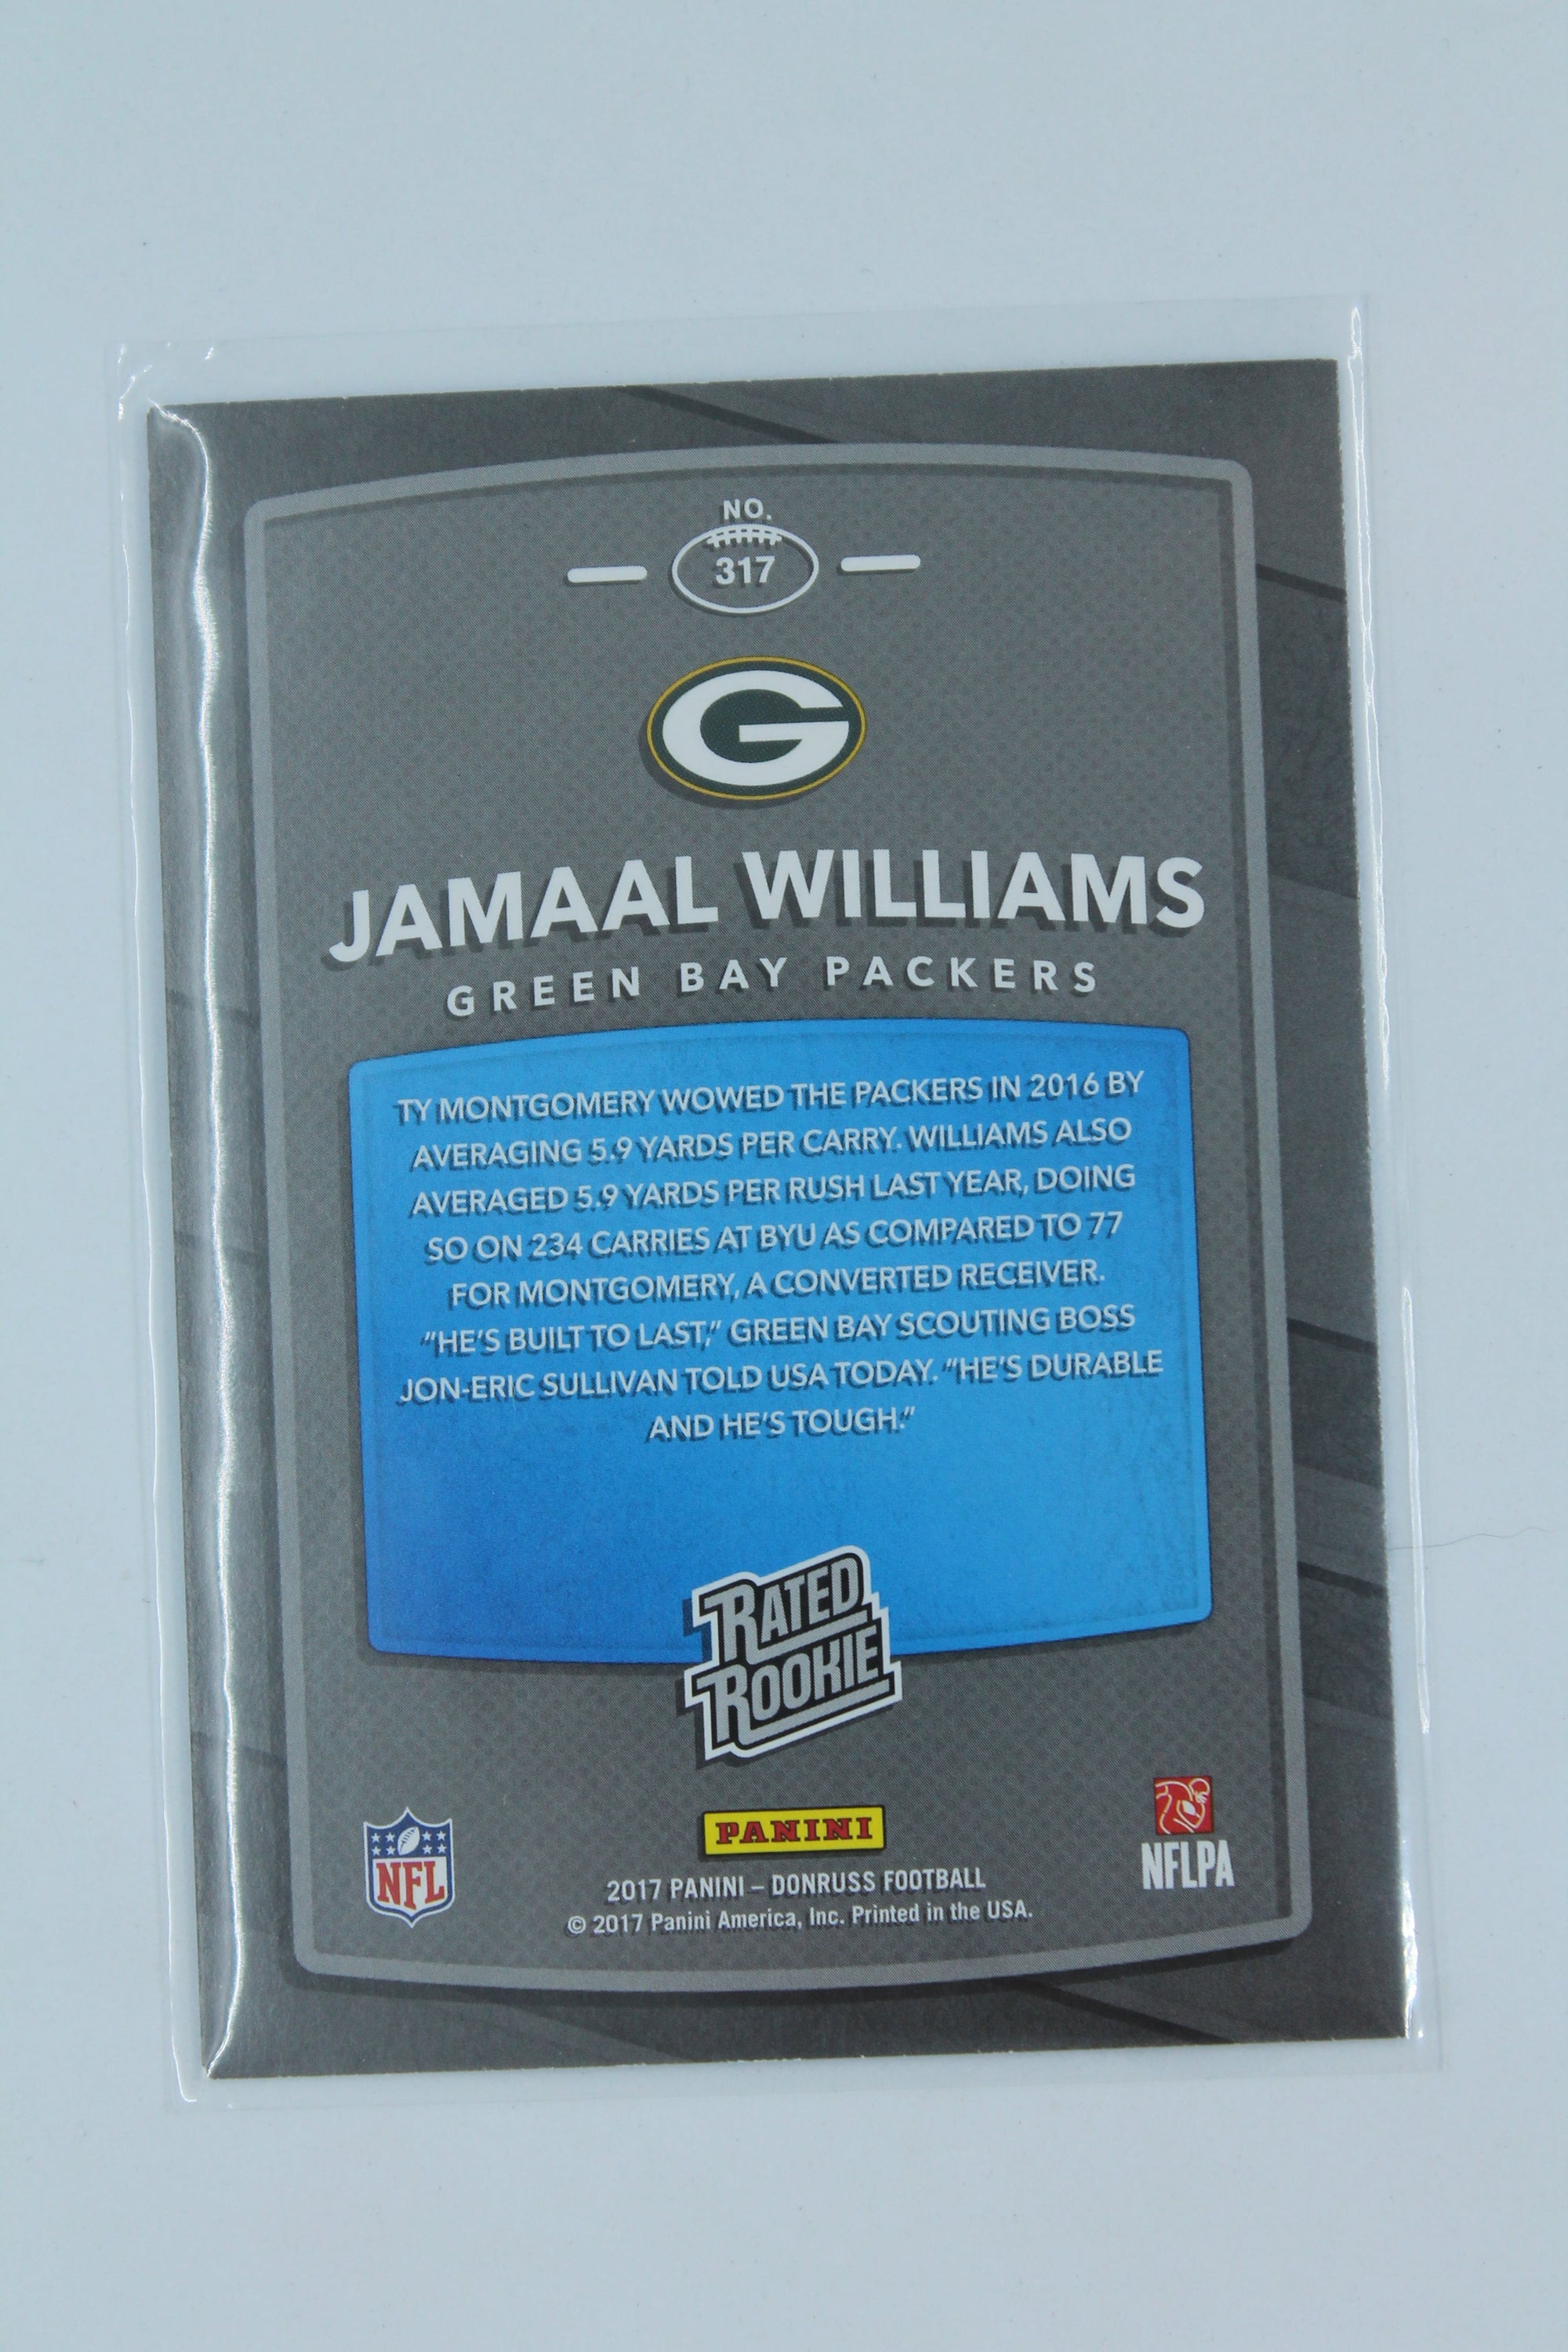 NO.
317
G
JAMAAL WILLIAMS
GREEN BAY PACKERS
TY MONTGOMERY WOWED THE PACKERS IN 2016 BY
AVERAGING 5.9 YARDS PER CARRY. WILLIAMS ALSO
AVERAGED 5.9 YARDS PER RUSH LAST YEAR, DOING
SO ON 234 CARRIES AT BYU AS COMPARED TO 77
FOR MONTGOMERY, A CONVERTED RECEIVER.
“HE’S BUILT TO LAST,” GREEN BAY SCOUTING BOSS
JON-ERIC SULLIVAN TOLD USA TODAY. “HE’S DURABLE
AND HE’S TOUGH.”
RATED
ROOKIE
NFL
PANINI
NFLPA
2017 PANINI – DONRUSS FOOTBALL
© 2017 Panini America, Inc. Printed in the USA.